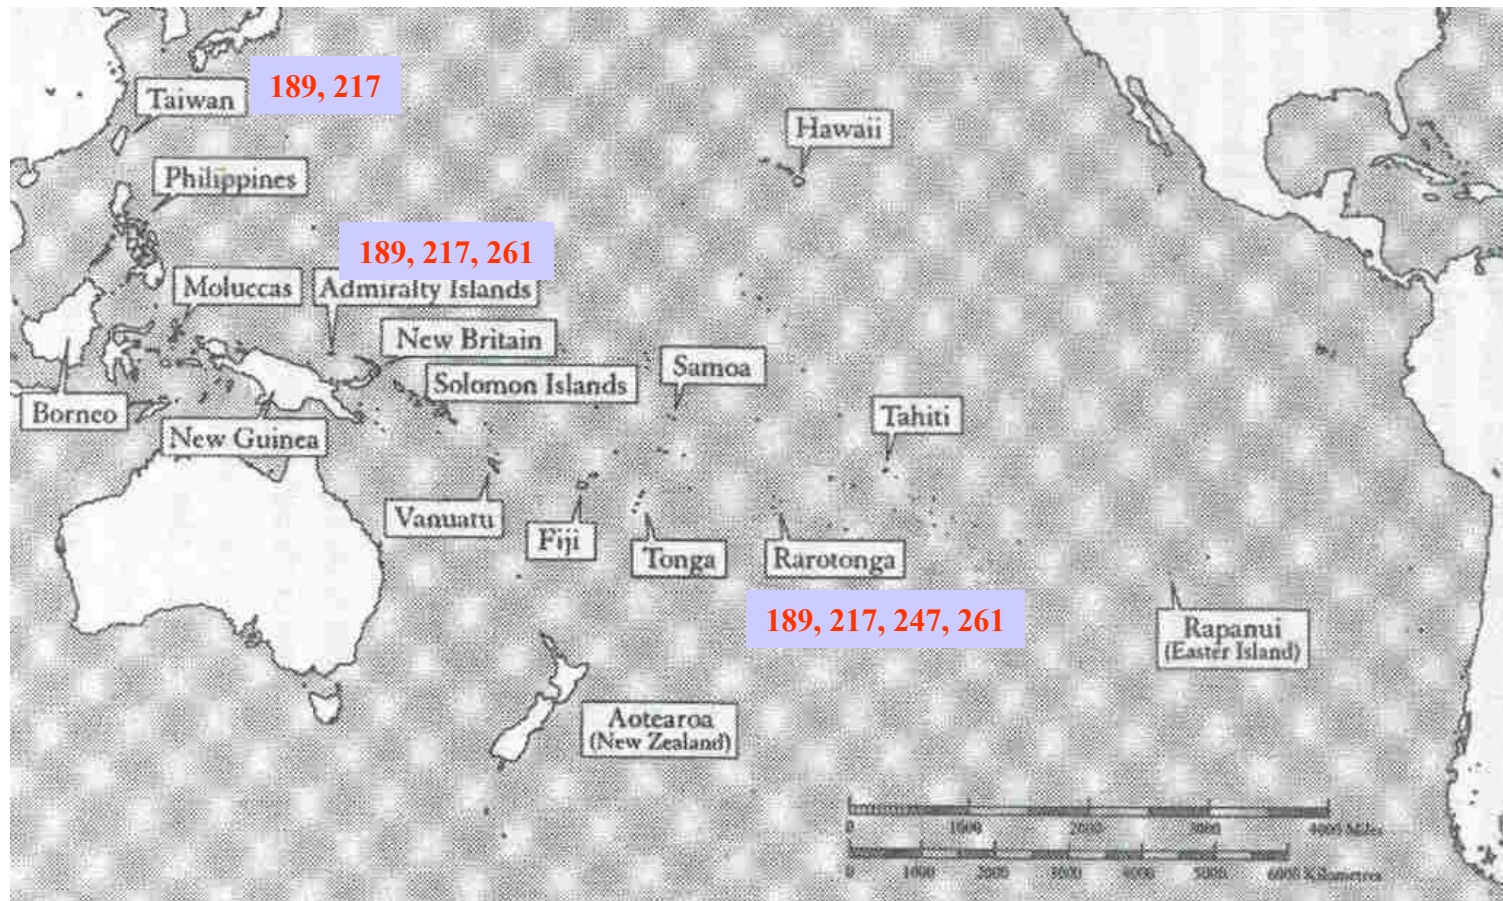 Taiwan
189, 217
Hawaii
Philippines
189, 217, 261
Moluccas
Admiralty Islands
New Britain
Solomon Islands
Samoa
Borneo
New Guinea
Tahiti
Vanuatu
Fiji
Tonga
Rarotonga
189, 217, 247, 261
Rapanui
(Easter Island)
Aotearoa
(New Zealand)
0 1000 2000 3000 4000 Miles
0 1000 2000 3000 4000 5000 6000 Kilometres